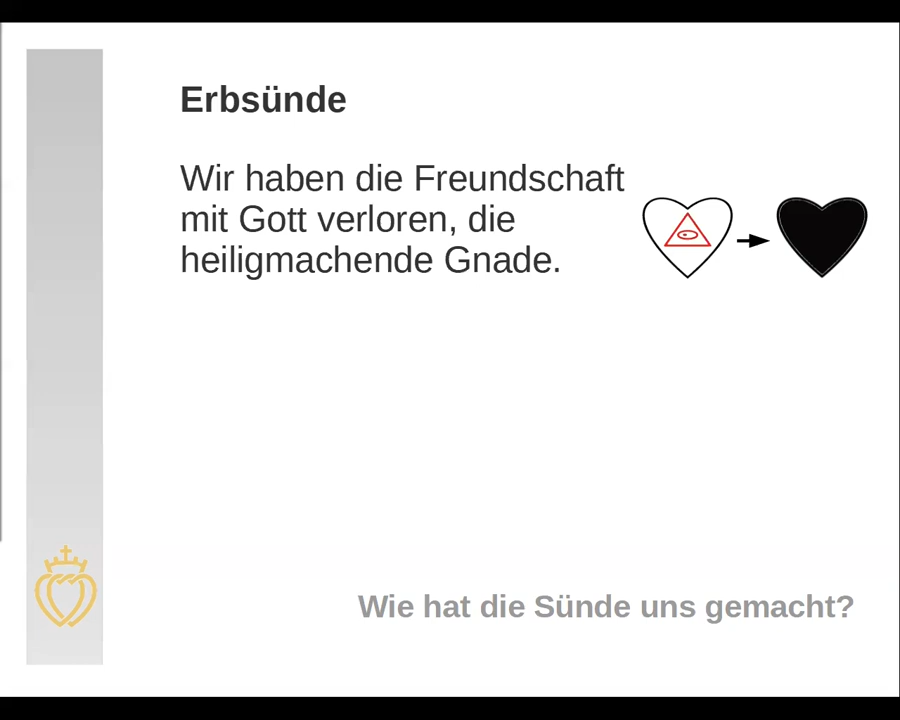 Erbsünde
Wir haben die Freundschaft
mit Gott verloren, die
heiligmachende Gnade.
Wie hat die Sünde uns gemacht?